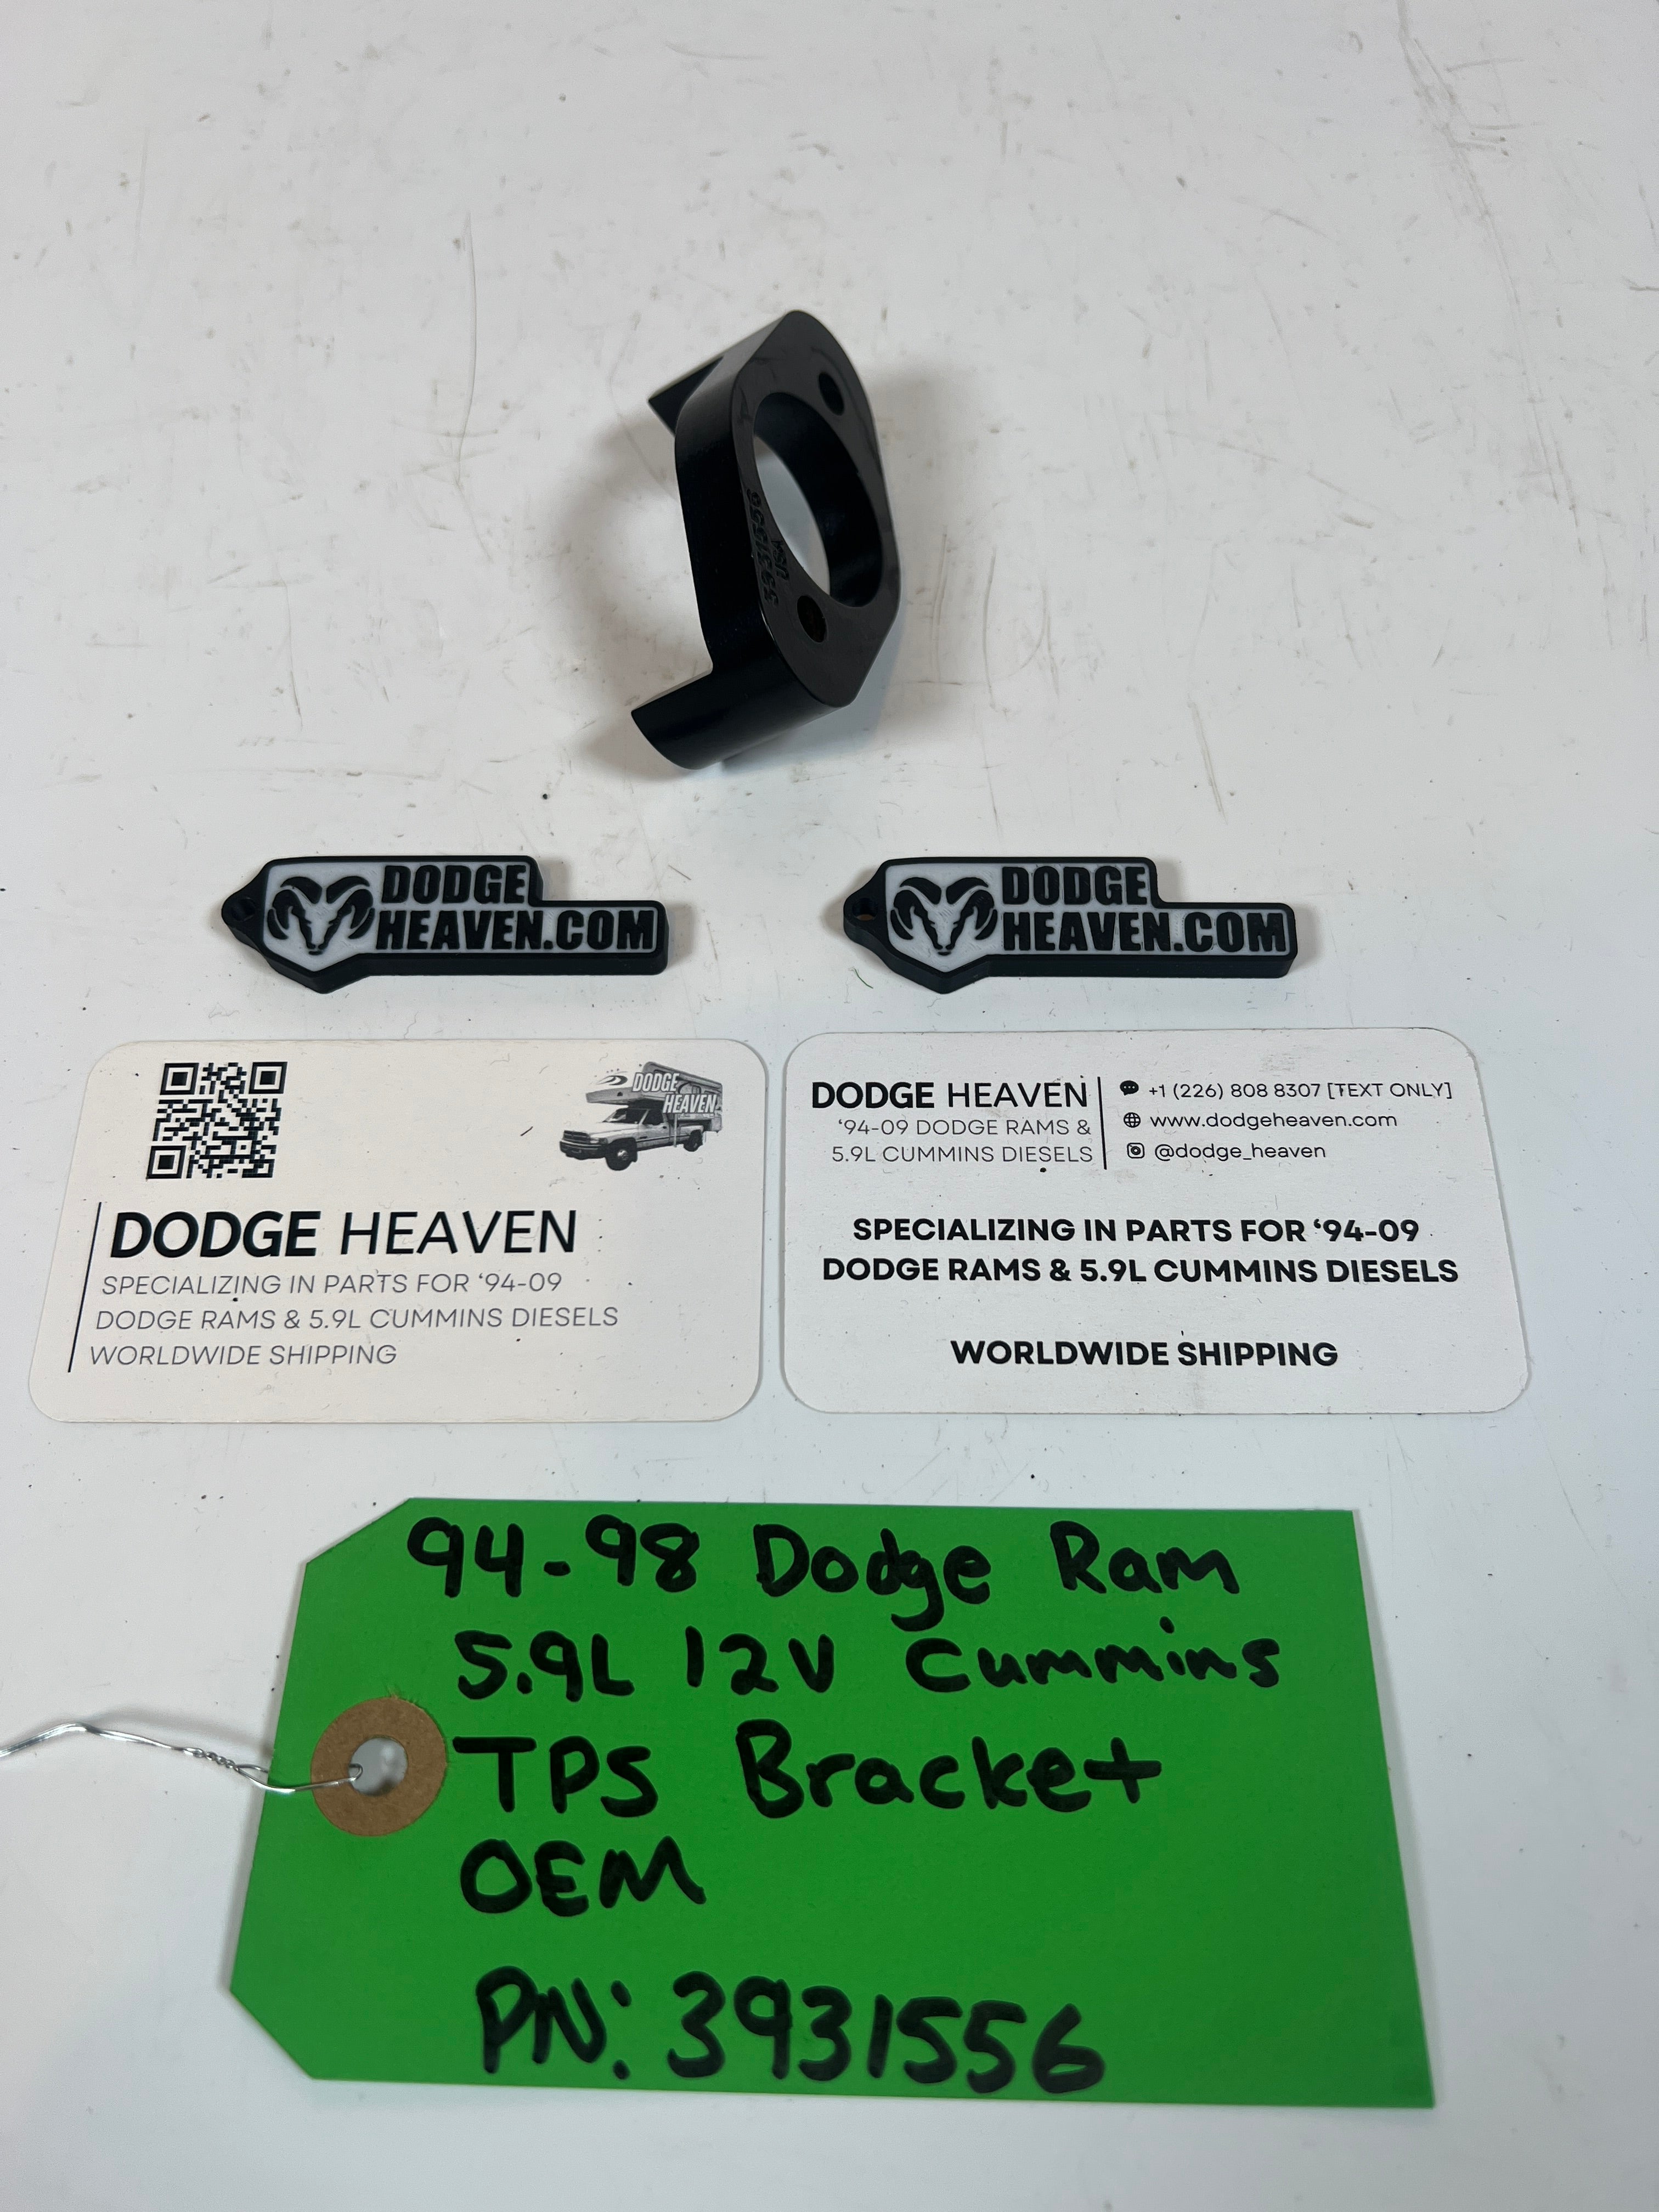 3931556
USA
DODGE
HEAVEN.COM
DODGE
HEAVEN.COM
DODGE
HEAVEN
DODGE HEAVEN
SPECIALIZING IN PARTS FOR ‘94-09
DODGE RAMS & 5.9L CUMMINS DIESELS
WORLDWIDE SHIPPING
DODGE HEAVEN
‘94-09 DODGE RAMS &
5.9L CUMMINS DIESELS
+1 (226) 808 8307 [TEXT ONLY]
www.dodgeheaven.com
@dodge_heaven
SPECIALIZING IN PARTS FOR ‘94-09
DODGE RAMS & 5.9L CUMMINS DIESELS
WORLDWIDE SHIPPING
94-98 Dodge Ram
5.9L 12V Cummins
TPS Bracket
OEM
PN: 3931556